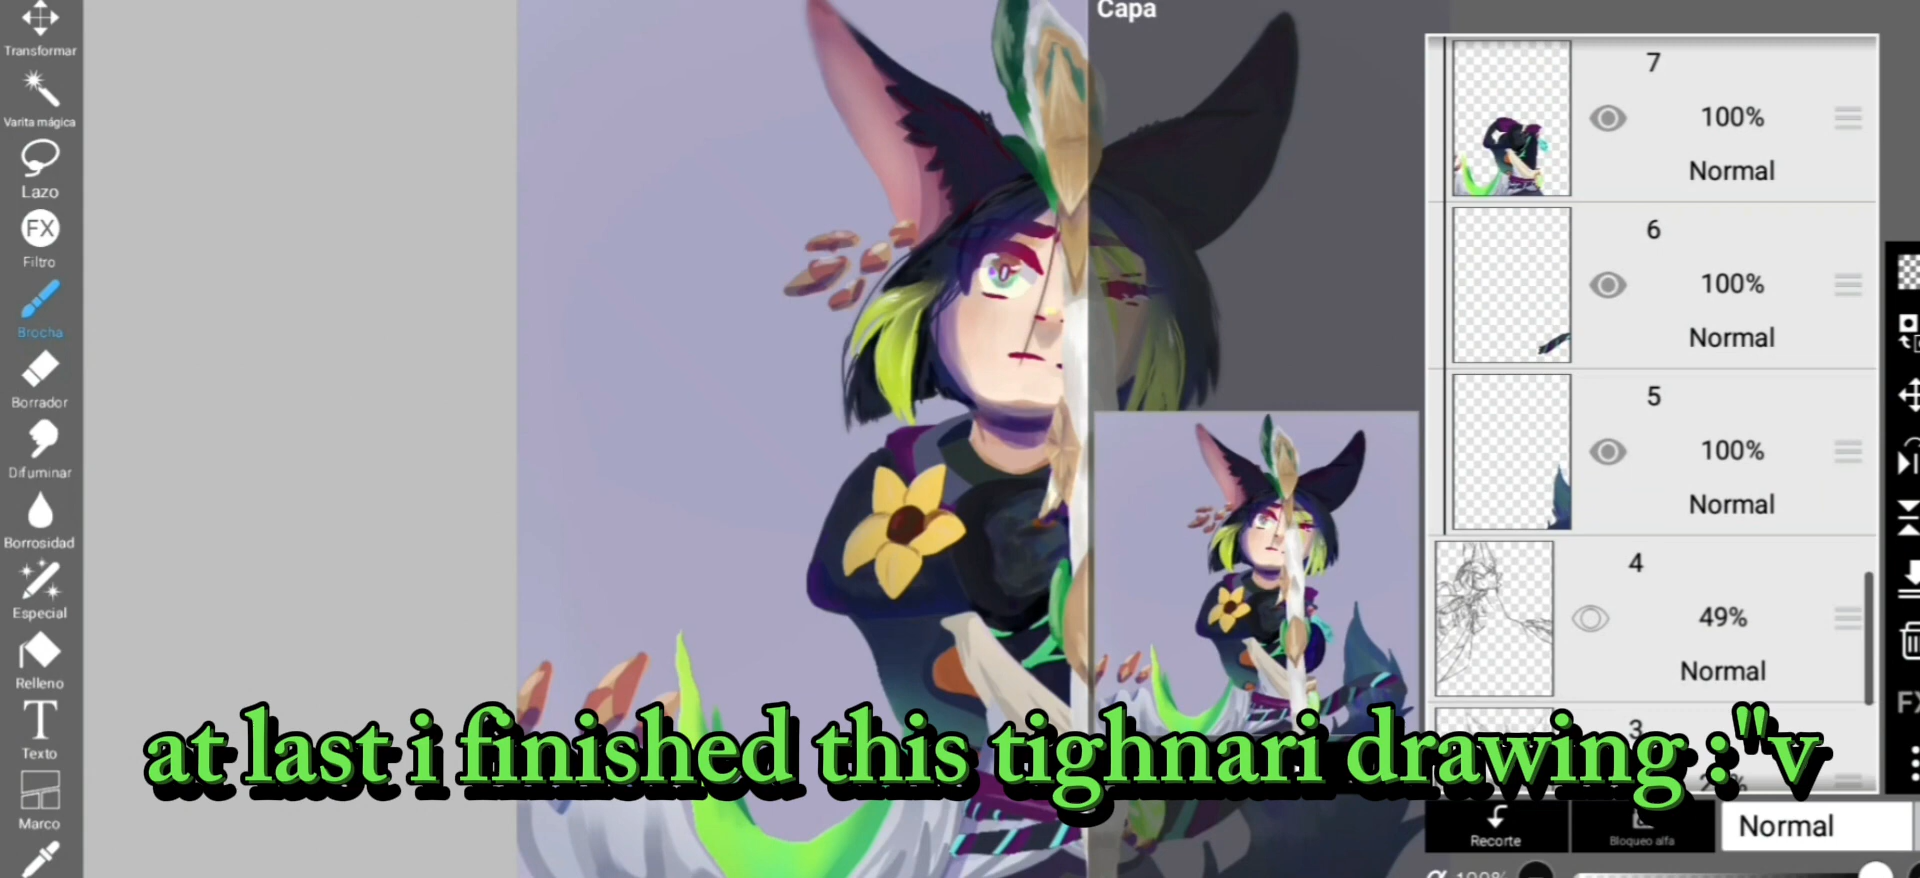 Transformar
Varita mágica
Lazo
FX
Filtro
Brocha
Borrador
Difuminar
Borrosidad
Especial
Relleno
T
Texto
Marco
Capa
7
100%
Normal
6
100%
Normal
5
100%
Normal
4
49%
Normal
3
at last i finished this tighnari drawing :"v
Recorte
Bloqueo alfa
Normal
FX
α 100%